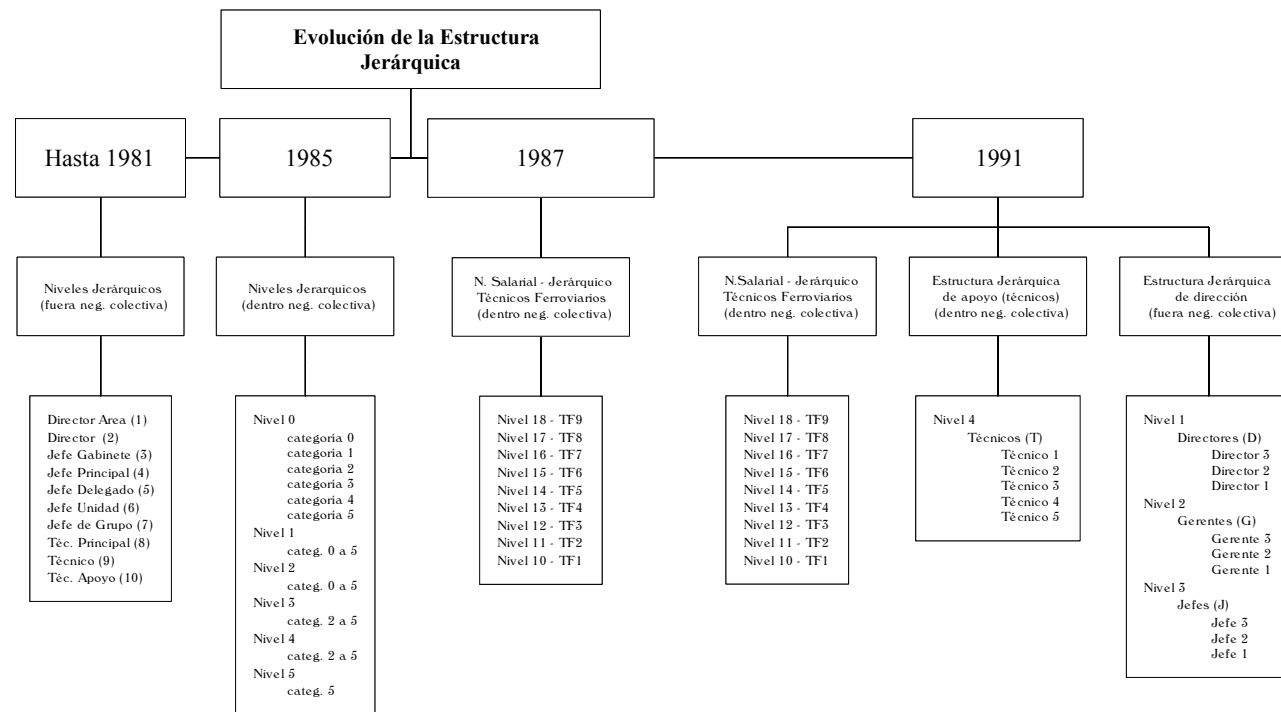 Evolución de la Estructura
Jerárquica
Hasta 1981
1985
1987
1991
Niveles Jerárquicos
(fuera neg. colectiva)
Niveles Jerarquicos
(dentro neg. colectiva)
N. Salarial - Jerárquico
Técnicos Ferroviarios
(dentro neg. colectiva)
N.Salarial - Jerárquico
Técnicos Ferroviarios
(dentro neg. colectiva)
Estructura Jerárquica
de apoyo (técnicos)
(dentro neg. colectiva)
Estructura Jerárquica
de dirección
(fuera neg. colectiva)
Director Area (1)
Director (2)
Jefe Gabinete (3)
Jefe Principal (4)
Jefe Delegado (5)
Jefe Unidad (6)
Jefe de Grupo (7)
Téc. Principal (8)
Técnico (9)
Téc. Apoyo (10)
Nivel 0
categoría 0
categoría 1
categoría 2
categoría 3
categoría 4
categoría 5
Nivel 1
categ. 0 a 5
Nivel 2
categ. 0 a 5
Nivel 3
categ. 2 a 5
Nivel 4
categ. 2 a 5
Nivel 5
categ. 5
Nivel 18 - TF9
Nivel 17 - TF8
Nivel 16 - TF7
Nivel 15 - TF6
Nivel 14 - TF5
Nivel 13 - TF4
Nivel 12 - TF3
Nivel 11 - TF2
Nivel 10 - TF1
Nivel 18 - TF9
Nivel 17 - TF8
Nivel 16 - TF7
Nivel 15 - TF6
Nivel 14 - TF5
Nivel 13 - TF4
Nivel 12 - TF3
Nivel 11 - TF2
Nivel 10 - TF1
Nivel 4
Técnicos (T)
Técnico 1
Técnico 2
Técnico 3
Técnico 4
Técnico 5
Nivel 1
Directores (D)
Director 3
Director 2
Director 1
Nivel 2
Gerentes (G)
Gerente 3
Gerente 2
Gerente 1
Nivel 3
Jefes (J)
Jefe 3
Jefe 2
Jefe 1